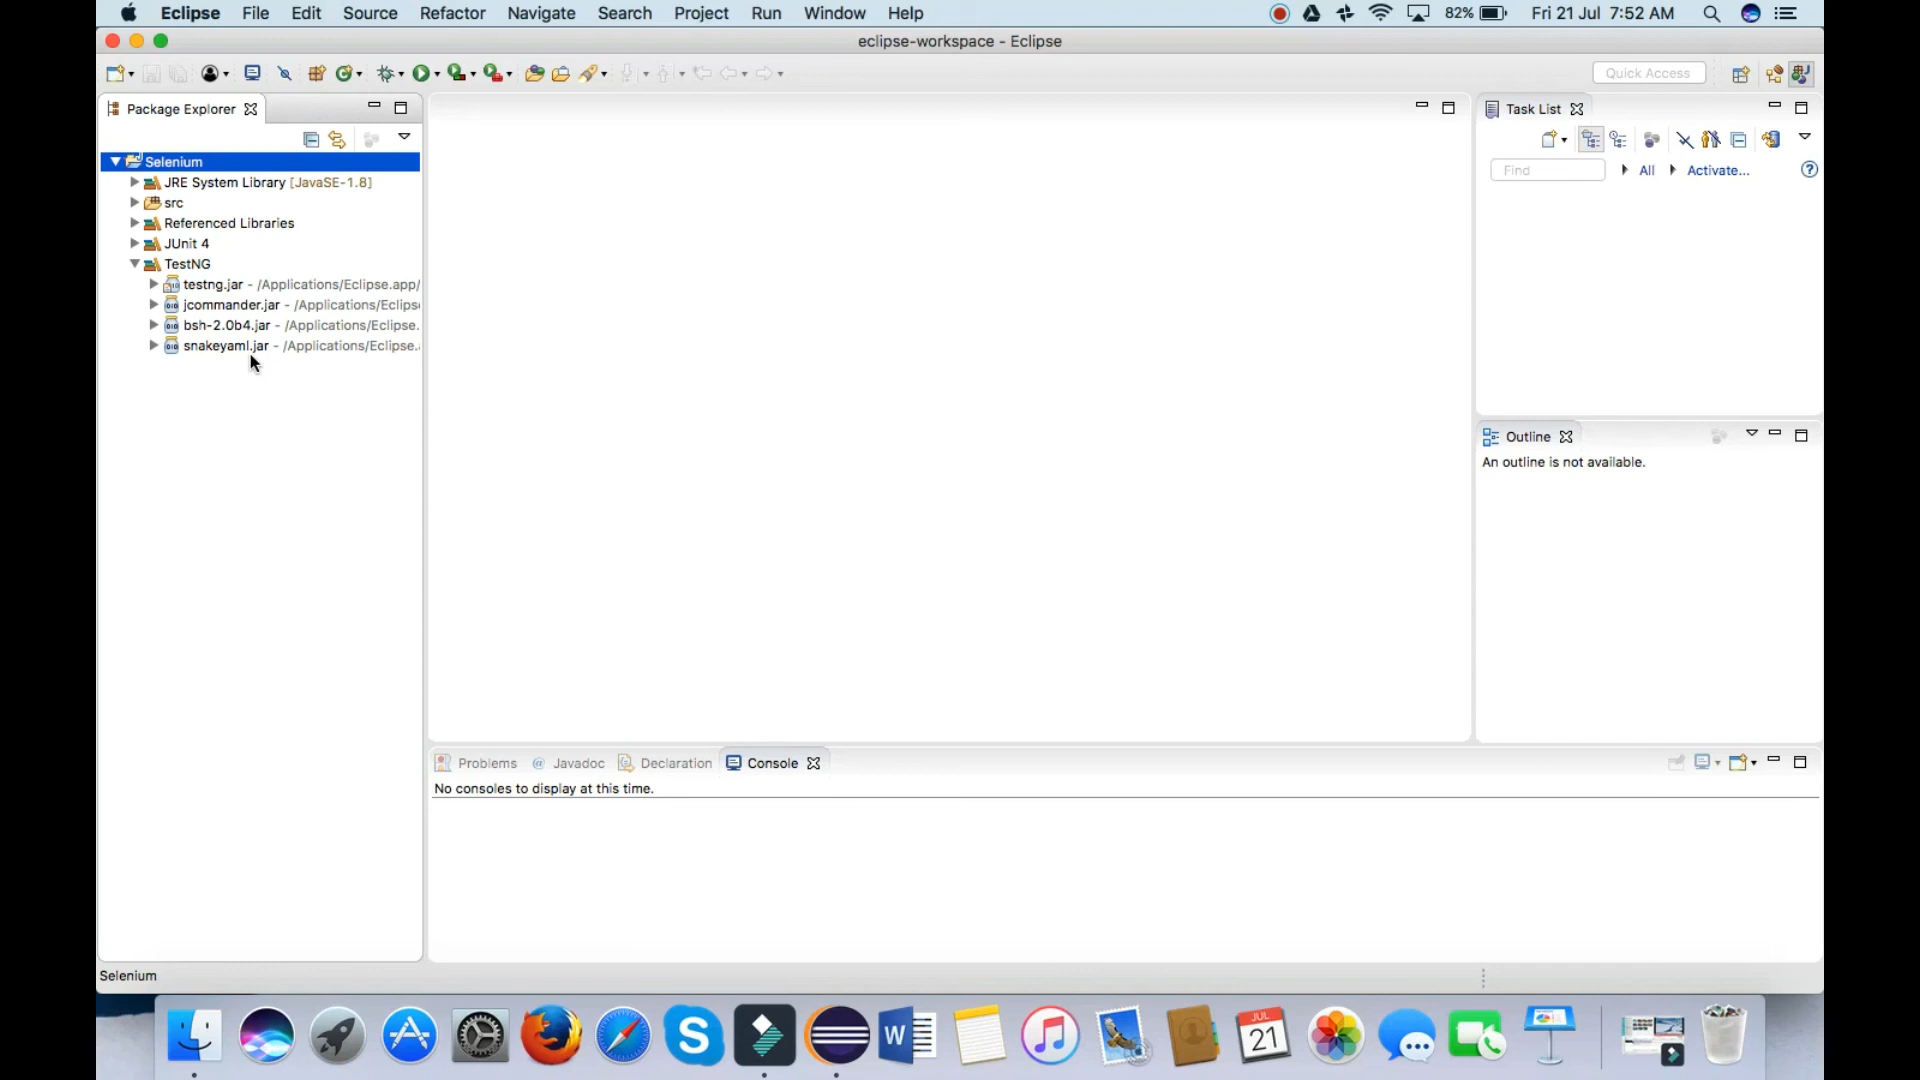 Eclipse File Edit Source Refactor Navigate Search Project Run Window Help 82% Fri 21 Jul 7:52 AM
eclipse-workspace - Eclipse
Quick Access
Package Explorer
Selenium
JRE System Library [JavaSE-1.8]
src
Referenced Libraries
JUnit 4
TestNG
testng.jar - /Applications/Eclipse.app/
jcommander.jar - /Applications/Eclips
bsh-2.0b4.jar - /Applications/Eclipse.
snakeyaml.jar - /Applications/Eclipse.
Task List
Find All Activate...
Outline
An outline is not available.
Problems @ Javadoc Declaration Console
No consoles to display at this time.
Selenium
S
W
JUL
21